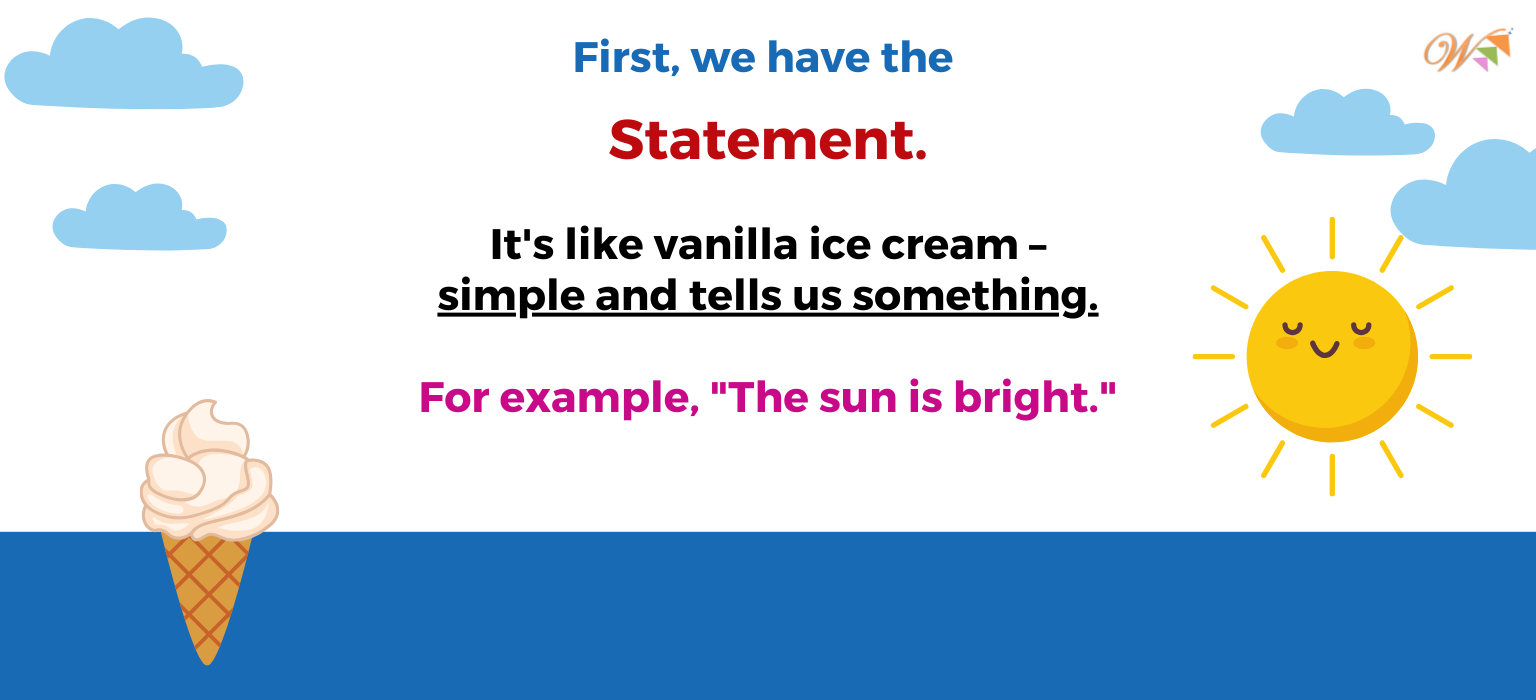 First, we have the
Statement.
It's like vanilla ice cream –
simple and tells us something.
For example, "The sun is bright."
W